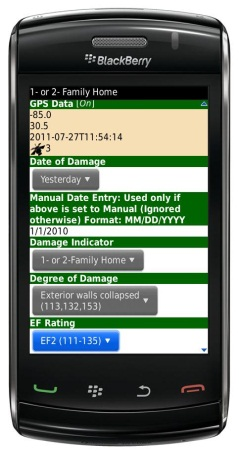 BlackBerry
1- or 2- Family Home
GPS Data (On)
-85.0
30.5
2011-07-27T11:54:14
3
Date of Damage
Yesterday
Manual Date Entry: Used only if
above is set to Manual (Ignored
otherwise) Format: MM/DD/YYYY
1/1/2010
Damage Indicator
1- or 2-Family Home
Degree of Damage
Exterior walls collapsed
(113,132,153)
EF Rating
EF2 (111-135)